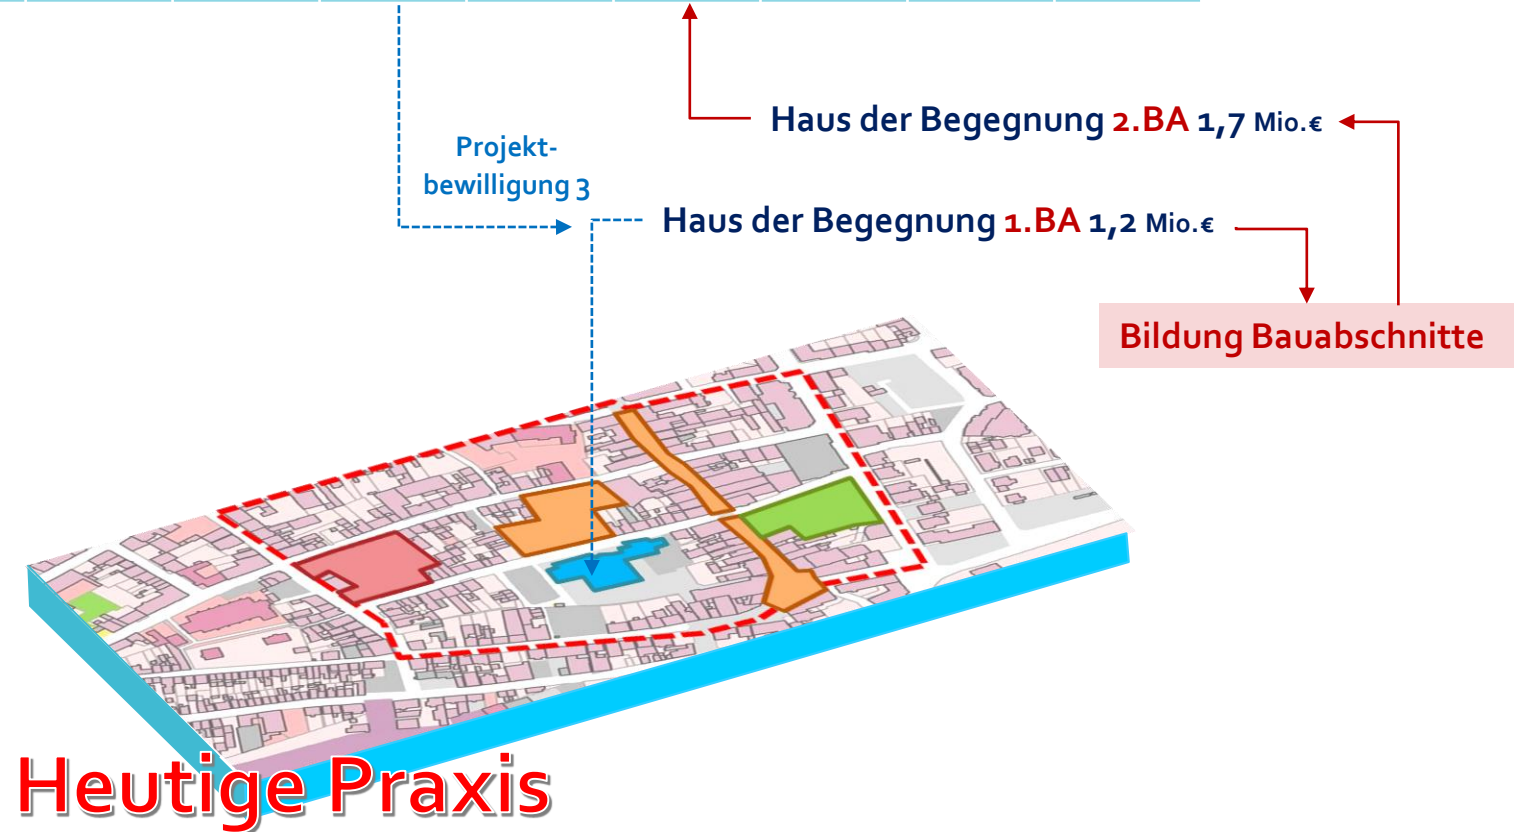 Haus der Begegnung 2.BA 1,7 Mio.€
Projekt-
bewilligung 3
Haus der Begegnung 1.BA 1,2 Mio.€
Bildung Bauabschnitte
Heutige Praxis